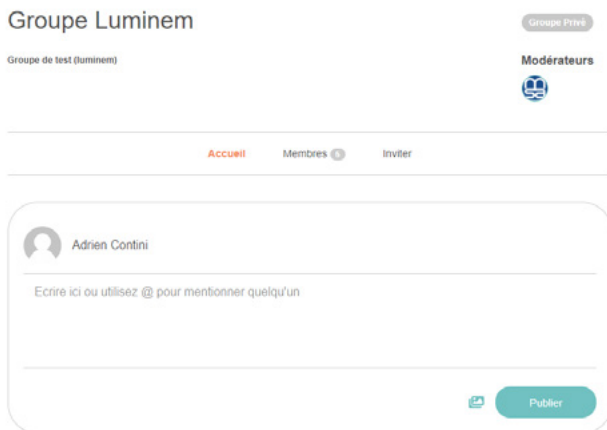 Groupe Luminem
Groupe Privé
Groupe de test (luminem)
Modérateurs
Accueil Membres 5 Inviter
Adrien Contini
Ecrire ici ou utilisez @ pour mentionner quelqu'un
Publier